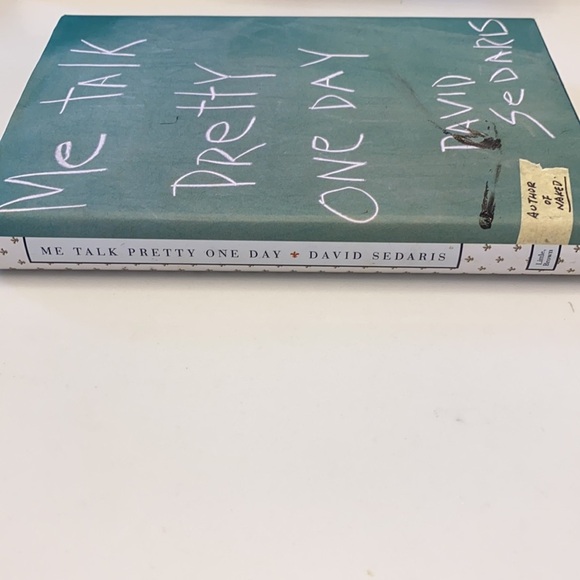 Me TALK
PRettY
ONe DAY
DAVID
SeDARIS
AUTHOR
OF
NAKED.
ME TALK PRETTY ONE DAY DAVID SEDARIS
Little,
Brown